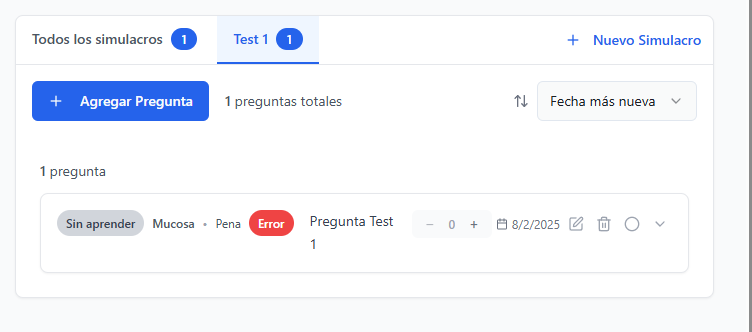 Todos los simulacros 1 Test 1 1 + Nuevo Simulacro
+ Agregar Pregunta 1 preguntas totales Fecha más nueva
1 pregunta
Sin aprender Mucosa • Pena Error Pregunta Test − 0 + 8/2/2025
1